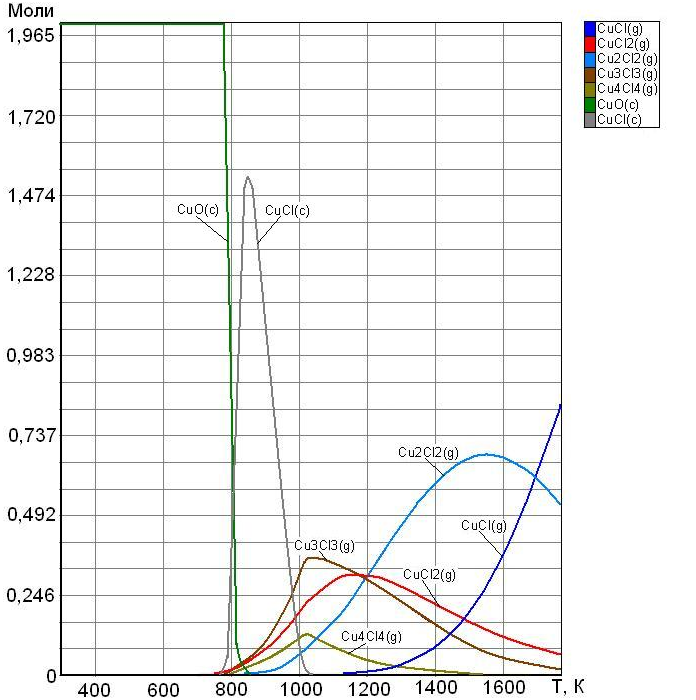 Моли
1,965
1,720
1,474
1,228
0,983
0,737
0,492
0,246
0
400
600
800
1000
1200
1400
1600
T, K
CuO(c)
CuCl(c)
Cu2Cl2(g)
Cu3Cl3(g)
CuCl(g)
CuCl2(g)
Cu4Cl4(g)
CuCl(g)
CuCl2(g)
Cu2Cl2(g)
Cu3Cl3(g)
Cu4Cl4(g)
CuO(c)
CuCl(c)